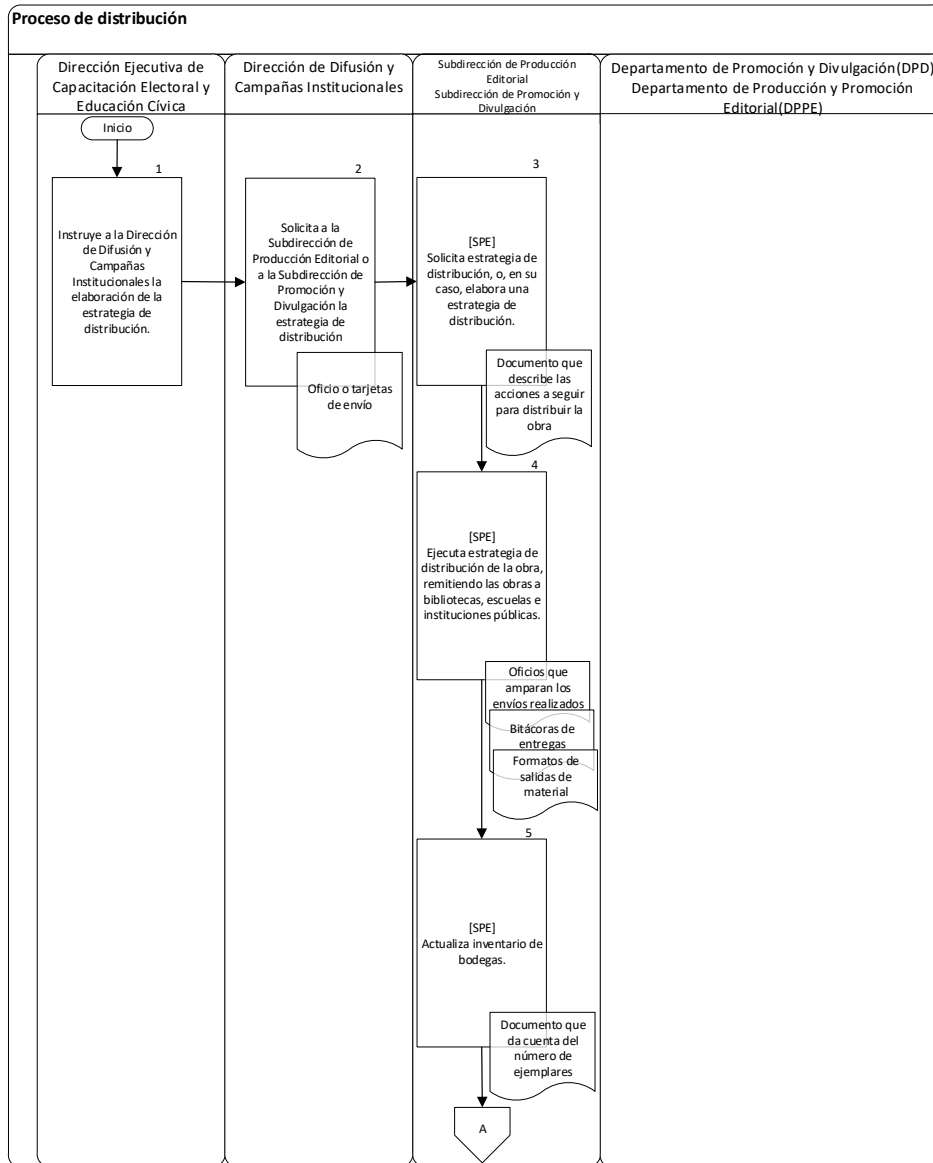 Proceso de distribución
Dirección Ejecutiva de
Capacitación Electoral y
Educación Cívica
Dirección de Difusión y
Campañas Institucionales
Subdirección de Producción
Editorial
Subdirección de Promoción y
Divulgación
Departamento de Promoción y Divulgación(DPD)
Departamento de Producción y Promoción
Editorial(DPPE)
Inicio
1
Instruye a la Dirección
de Difusión y
Campañas
Institucionales la
elaboración de la
estrategia de
distribución.
2
Solicita a la
Subdirección de
Producción Editorial o
a la Subdirección de
Promoción y
Divulgación la
estrategia de
distribución
Oficio o tarjetas
de envío
3
[SPE]
Solicita estrategia de
distribución, o, en su
caso, elabora una
estrategia de
distribución.
Documento que
describe las
acciones a seguir
para distribuir la
obra
4
[SPE]
Ejecuta estrategia de
distribución de la obra,
remitiendo las obras a
bibliotecas, escuelas e
instituciones públicas.
Oficios que
amparan los
envíos realizados
Bitácoras de
entregas
Formatos de
salidas de
material
5
[SPE]
Actualiza inventario de
bodegas.
Documento que
da cuenta del
número de
ejemplares
A